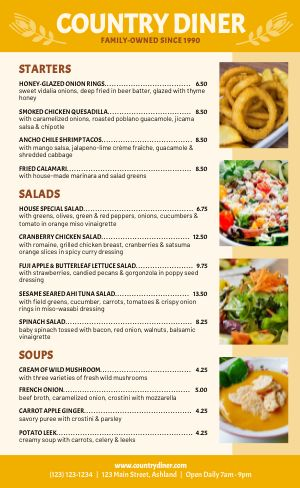 COUNTRY DINER
FAMILY-OWNED SINCE 1990
STARTERS
HONEY-GLAZED ONION RINGS........ 6.50
sweet vidalia onions, deep fried in beer batter, glazed with thyme
honey
SMOKED CHICKEN QUESADILLA........ 8.50
with caramelized onions, roasted poblano guacamole, jicama
salsa & chipotle
ANCHO CHILE SHRIMP TACOS........ 8.50
with mango salsa, jalapeno-lime crème fraiche, guacamole &
shredded cabbage
FRIED CALAMARI........ 8.50
with house-made marinara and salad greens
SALADS
HOUSE SPECIAL SALAD........ 6.75
with greens, olives, green & red peppers, onions, cucumbers &
tomato in orange miso vinaigrette
CRANBERRY CHICKEN SALAD........ 12.50
with romaine, grilled chicken breast, cranberries & satsuma
orange slices in spicy curry dressing
FUJI APPLE & BUTTERLEAF LETTUCE SALAD........ 9.75
with strawberries, candied pecans & gorgonzola in poppy seed
dressing
SESAME SEARED AHI TUNA SALAD........ 13.50
with field greens, cucumber, carrots, tomatoes & crispy onion
rings in miso-wasabi dressing
SPINACH SALAD........ 8.25
baby spinach tossed with bacon, red onion, walnuts, balsamic
vinaigrette
SOUPS
CREAM OF WILD MUSHROOM........ 4.25
with three varieties of fresh wild mushrooms
FRENCH ONION........ 5.00
beef broth, caramelized onion, crostini with mozzarella
CARROT APPLE GINGER........ 4.25
savory puree with crostini & parsley
POTATO LEEK........ 4.25
creamy soup with carrots, celery & leeks
www.countrydiner.com
(123) 123-1234 | 123 Main Street, Ashland | Open Daily 7am - 9pm